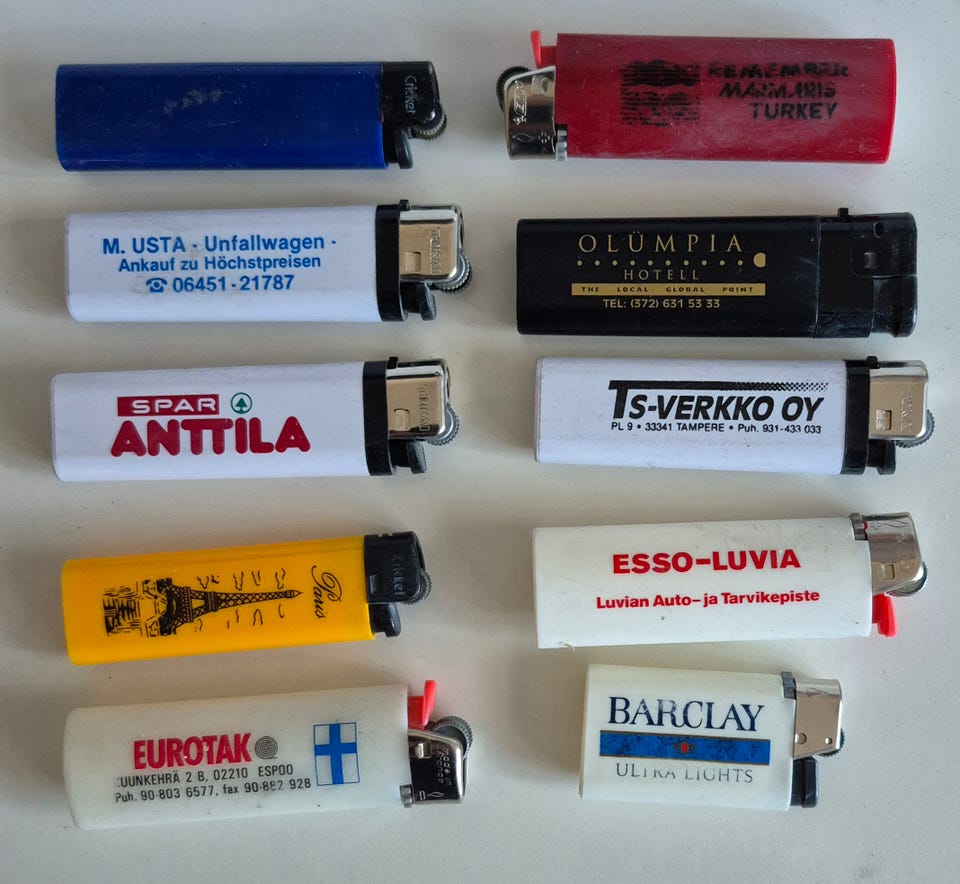 Cricket
REMEMBER
MARMARIS
TURKEY
M. USTA - Unfallwagen -
Ankauf zu Höchstpreisen
☎ 06451-21787
OLÜMPIA
HOTELL
THE LOCAL GLOBAL POINT
TEL: (372) 631 53 33
SPAR
ANTTILA
TS-VERKKO OY
PL 9 • 33341 TAMPERE • Puh. 931-433 033
Paris
Cricket
ESSO-LUVIA
Luvian Auto- ja Tarvikepiste
EUROTAK
KUUNKEHRÄ 2 B, 02210 ESPOO
Puh. 90-803 6577, fax 90-882 928
BARCLAY
ULTRA LIGHTS